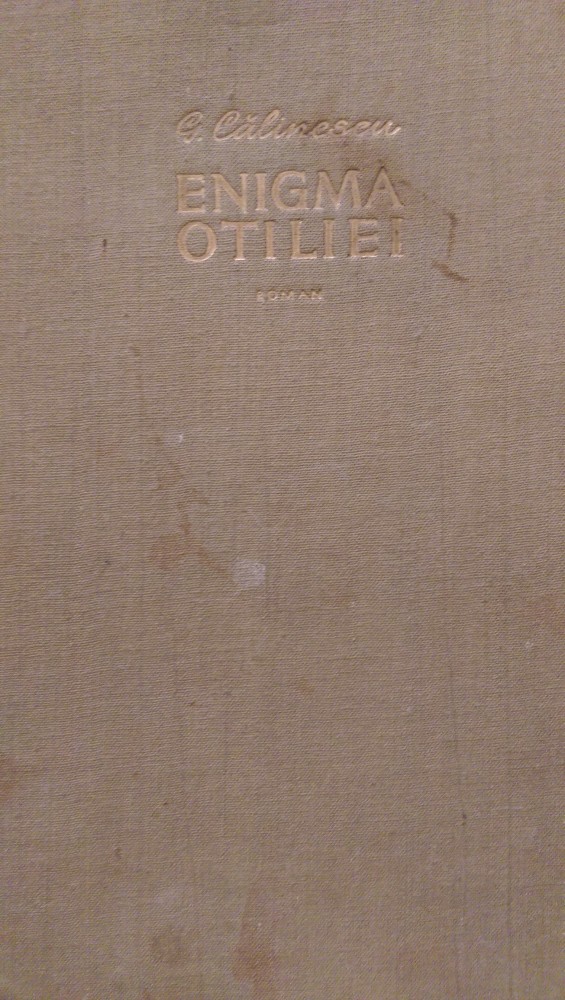 G. Călinescu
ENIGMA
OTILIEI
ROMAN